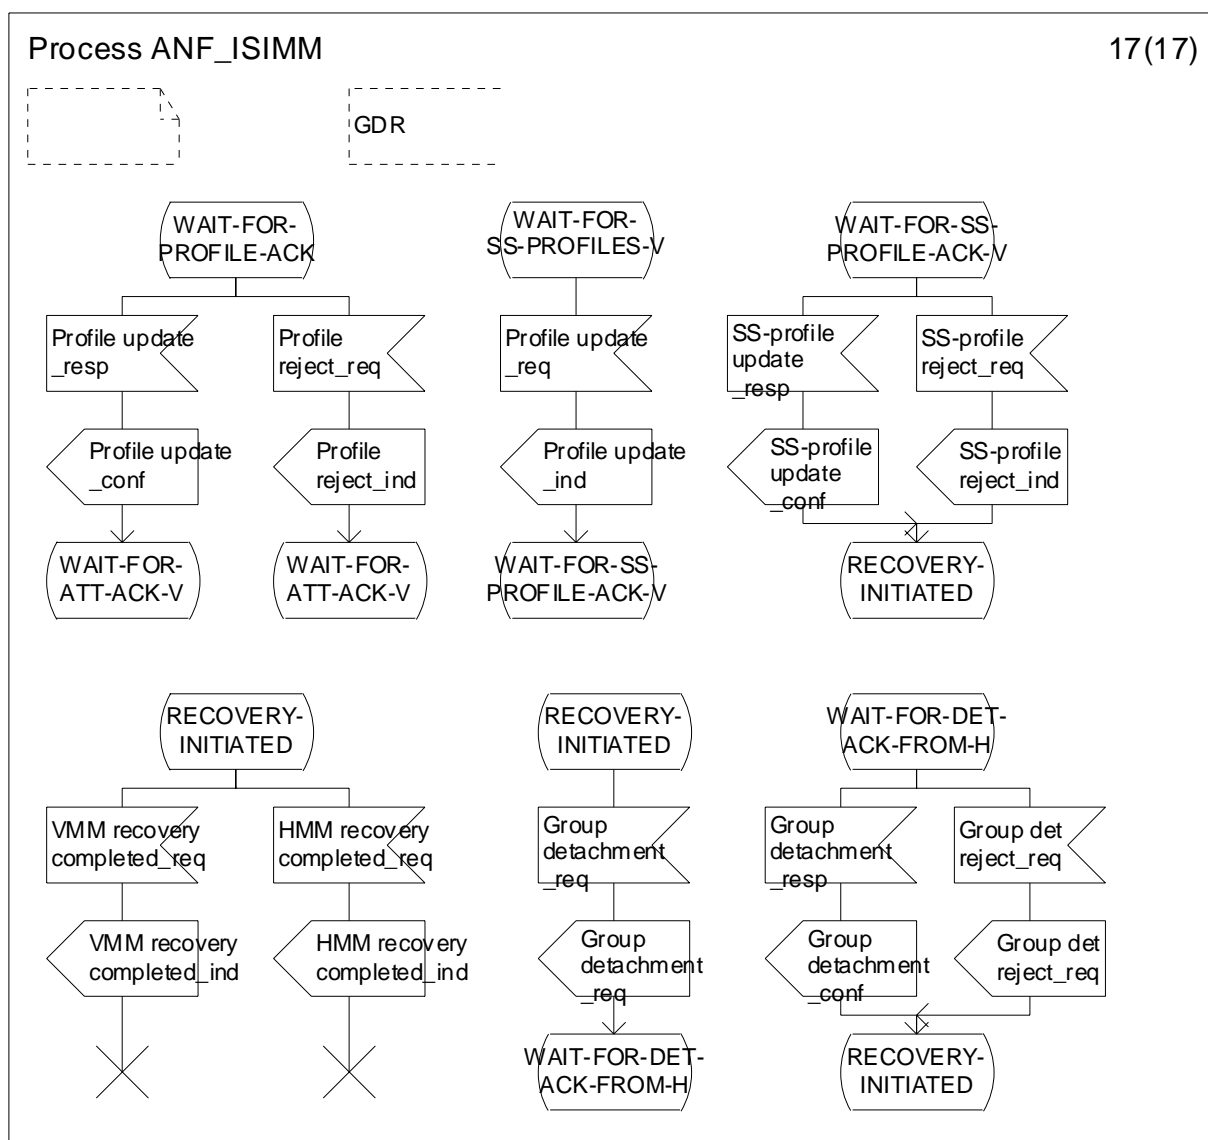 Process ANF_ISIMM
17(17)
GDR
WAIT-FOR-
PROFILE-ACK
WAIT-FOR-
SS-PROFILES-V
WAIT-FOR-SS-
PROFILE-ACK-V
Profile update
_resp
Profile
reject_req
Profile update
_req
SS-profile
update
_resp
SS-profile
reject_req
Profile update
_conf
Profile
reject_ind
Profile update
_ind
SS-profile
update
_conf
SS-profile
reject_ind
WAIT-FOR-
ATT-ACK-V
WAIT-FOR-
ATT-ACK-V
WAIT-FOR-SS-
PROFILE-ACK-V
RECOVERY-
INITIATED
RECOVERY-
INITIATED
RECOVERY-
INITIATED
WAIT-FOR-DET-
ACK-FROM-H
VMM recovery
completed_req
HMM recovery
completed_req
Group
detachment
_req
Group
detachment
_resp
Group det
reject_req
VMM recovery
completed_ind
HMM recovery
completed_ind
Group
detachment
_req
Group
detachment
_conf
Group det
reject_req
WAIT-FOR-DET-
ACK-FROM-H
RECOVERY-
INITIATED